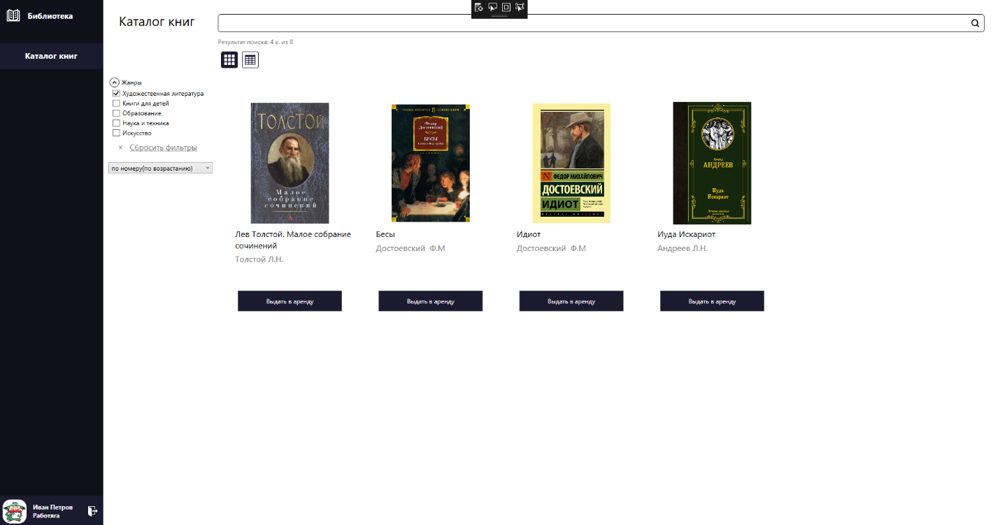 Библиотека
Каталог книг
Каталог книг
Результат поиска: 4 к. из 8
Жанры
Художественная литература
Книги для детей
Образование
Наука и техника
Искусство
x Сбросить фильтры
по номеру(по возрастанию)
ТОЛСТОЙ
Малое
собрание
сочинений
Лев Толстой. Малое собрание
сочинений
Толстой Л.Н.
Выдать в аренду
Федор
Достоевский
БЕСЫ
Бесы
Достоевский Ф.М
Выдать в аренду
ФЕДОР МИХАЙЛОВИЧ
ДОСТОЕВСКИЙ
ИДИОТ
Идиот
Достоевский Ф.М
Выдать в аренду
АНДРЕЕВ
Иуда
Искариот
Иуда Искариот
Андреев Л.Н.
Выдать в аренду
Иван Петров
Работяга